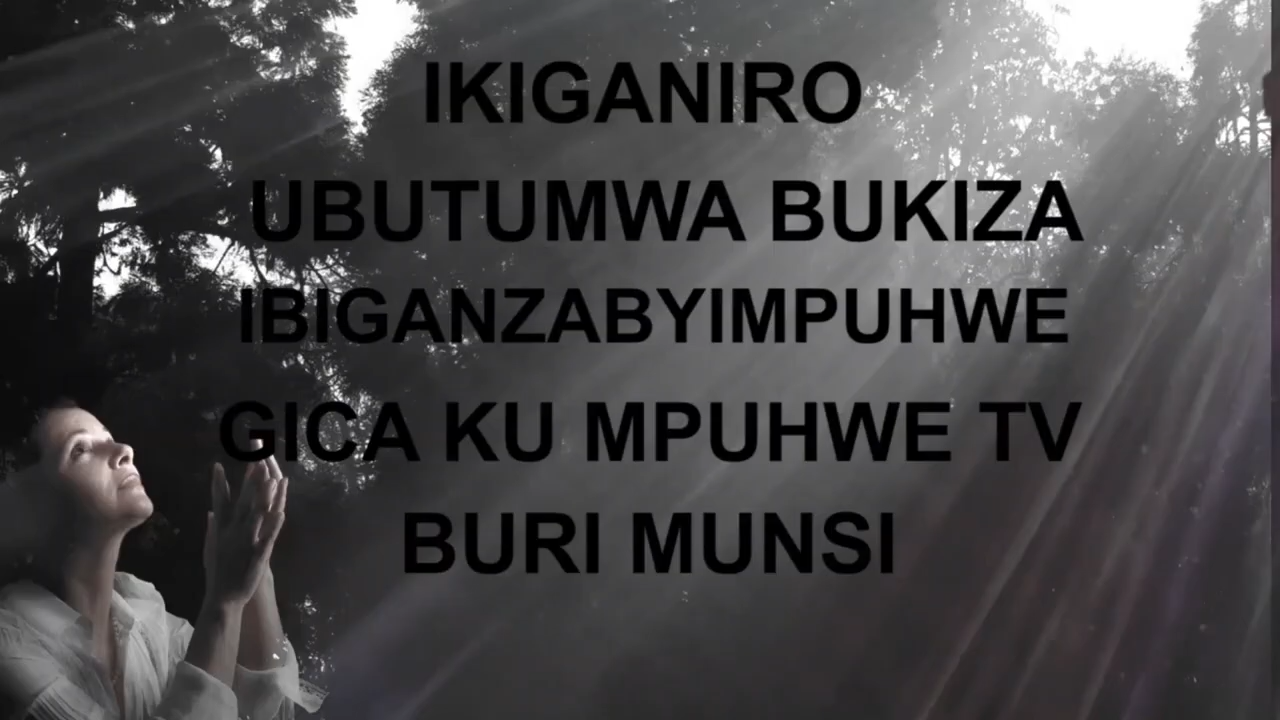 IKIGANIRO
UBUTUMWA BUKIZA
IBIGANZABYIMPUHWE
GICA KU MPUHWE TV
BURI MUNSI